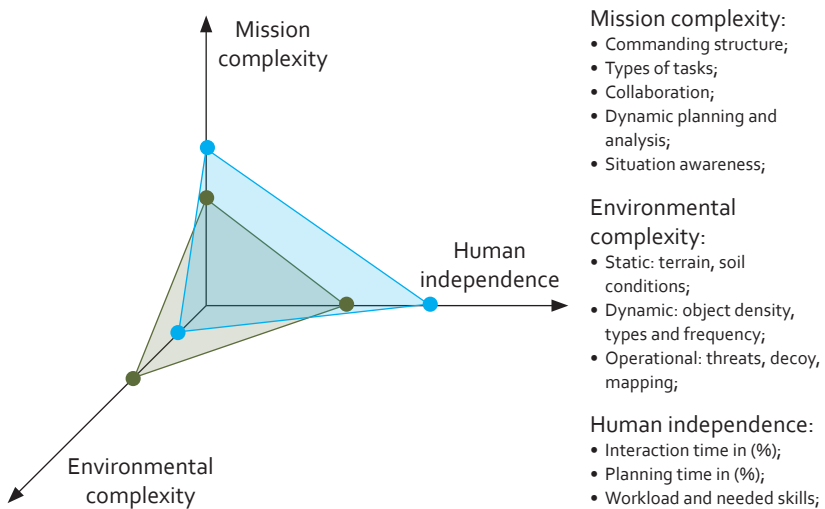 Mission
complexity
Human
independence
Environmental
complexity
Mission complexity:
• Commanding structure;
• Types of tasks;
• Collaboration;
• Dynamic planning and
analysis;
• Situation awareness;
Environmental
complexity:
• Static: terrain, soil
conditions;
• Dynamic: object density,
types and frequency;
• Operational: threats, decoy,
mapping;
Human independence:
• Interaction time in (%);
• Planning time in (%);
• Workload and needed skills;